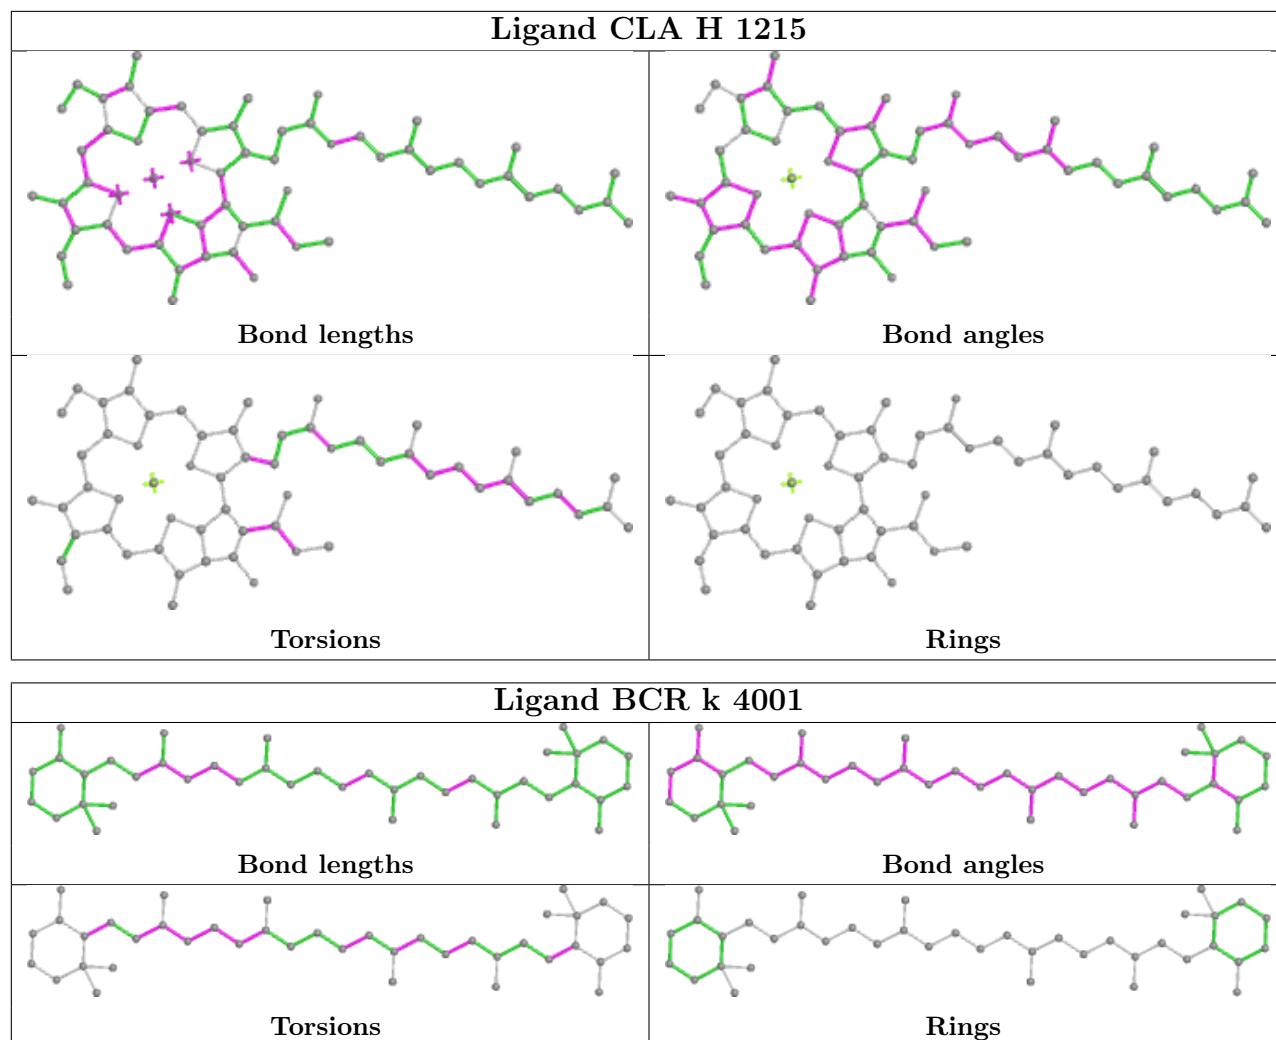 Ligand CLA H 1215
Bond lengths
Bond angles
Torsions
Rings
Ligand BCR k 4001
Bond lengths
Bond angles
Torsions
Rings